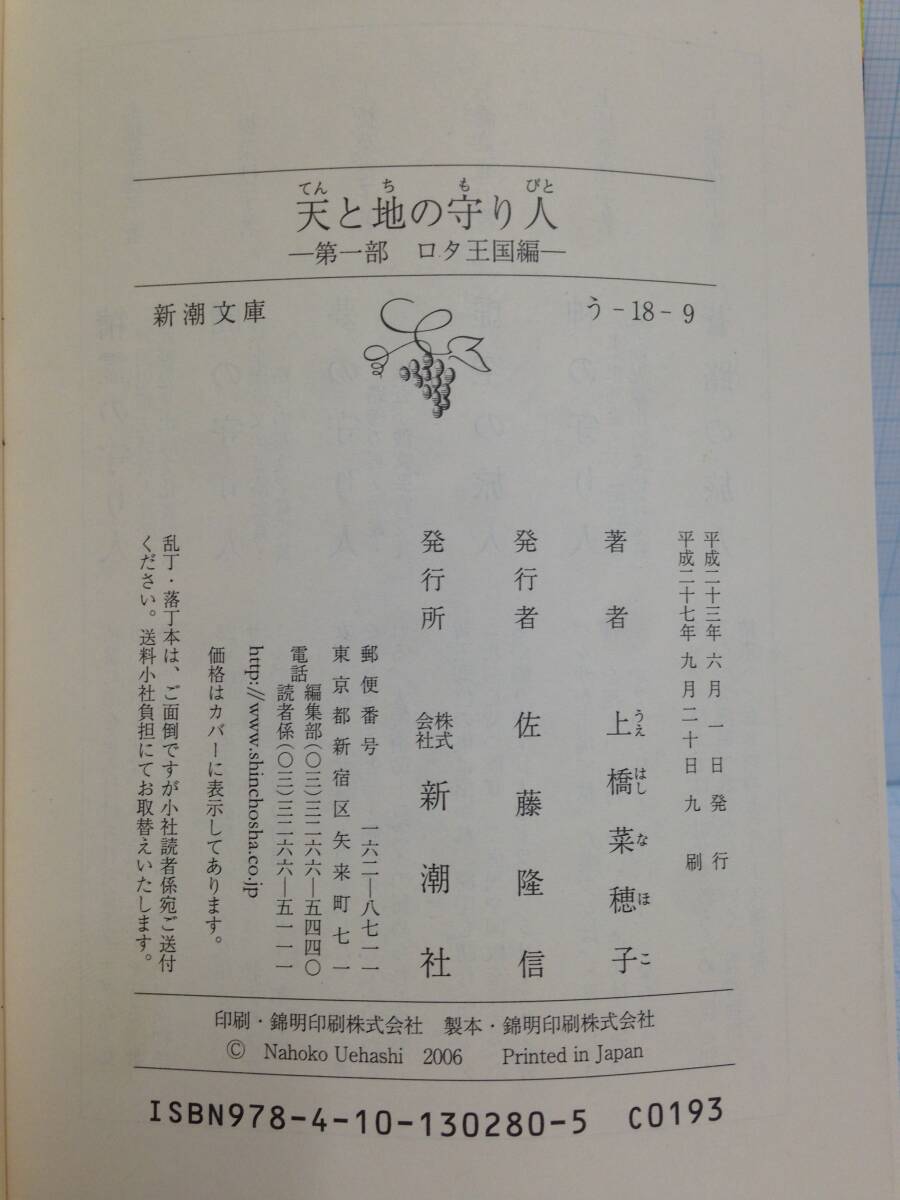 天と地の守り人
てん ち も びと
―第一部　ロタ王国編―
新潮文庫
う-18-9
平成二十三年六月一日発行
平成二十七年九月二十日九刷
著者　上橋菜穂子
うえ はし な ほ こ
発行者　佐藤隆信
発行所　株式会社新潮社
郵便番号　一六二―八七一一
東京都新宿区矢来町七一
電話　編集部(〇三)三二六六―五四四〇
読者係(〇三)三二六六―五一一一
http://www.shinchosha.co.jp
価格はカバーに表示してあります。
乱丁・落丁本は、ご面倒ですが小社読者係宛ご送付
ください。送料小社負担にてお取替えいたします。
印刷・錦明印刷株式会社　製本・錦明印刷株式会社
© Nahoko Uehashi 2006 Printed in Japan
ISBN978-4-10-130280-5 C0193